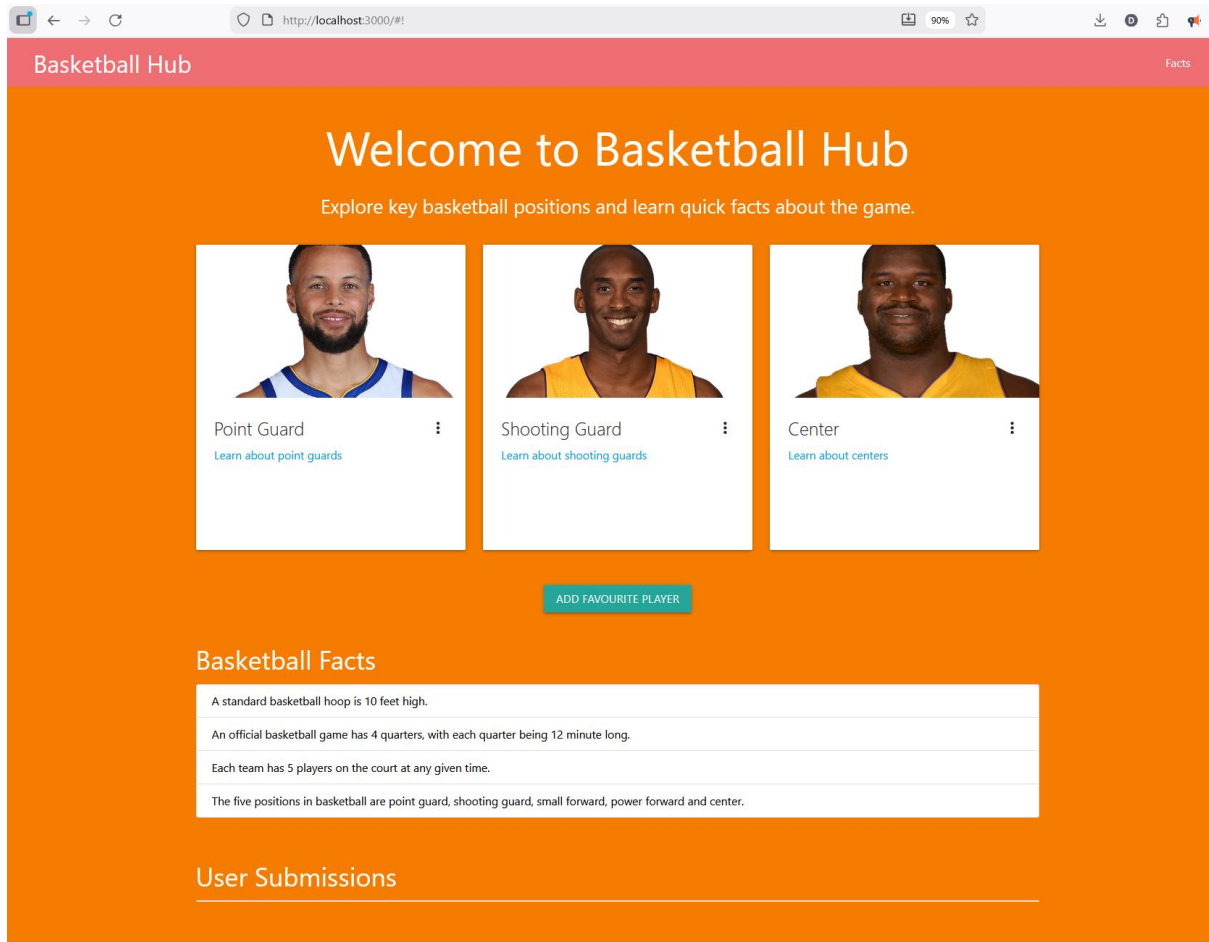 http://localhost:3000/#!
90%
D
Basketball Hub
Facts
Welcome to Basketball Hub
Explore key basketball positions and learn quick facts about the game.
Point Guard
Learn about point guards
Shooting Guard
Learn about shooting guards
Center
Learn about centers
ADD FAVOURITE PLAYER
Basketball Facts
A standard basketball hoop is 10 feet high.
An official basketball game has 4 quarters, with each quarter being 12 minute long.
Each team has 5 players on the court at any given time.
The five positions in basketball are point guard, shooting guard, small forward, power forward and center.
User Submissions